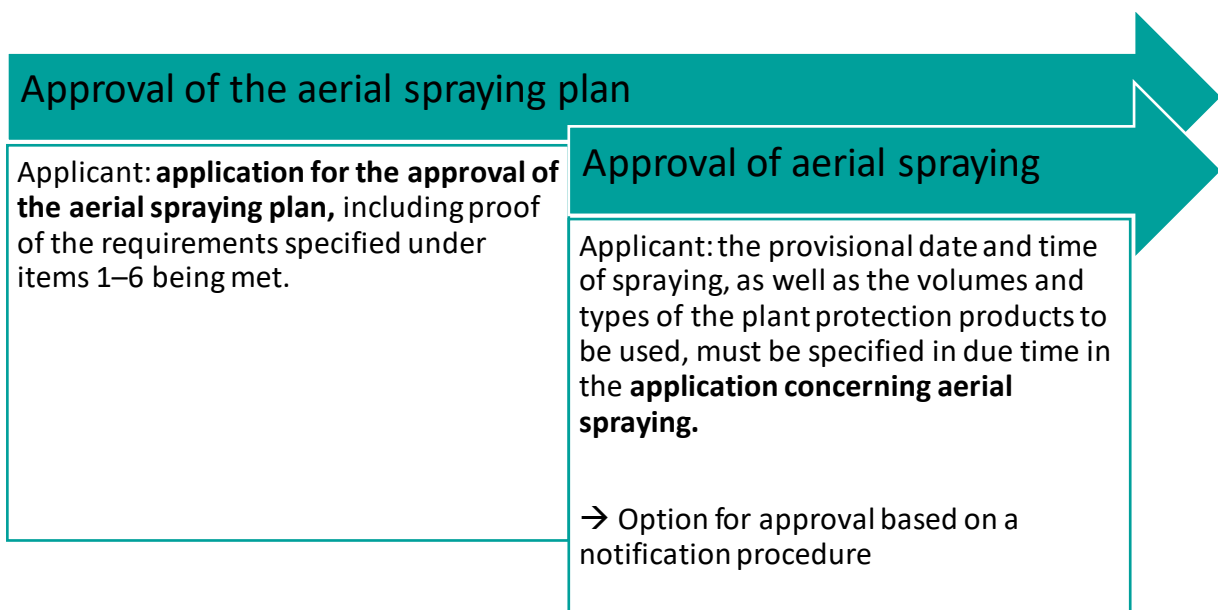 Approval of the aerial spraying plan
Applicant: application for the approval of
the aerial spraying plan, including proof
of the requirements specified under
items 1–6 being met.
Approval of aerial spraying
Applicant: the provisional date and time
of spraying, as well as the volumes and
types of the plant protection products to
be used, must be specified in due time in
the application concerning aerial
spraying.
→ Option for approval based on a
notification procedure